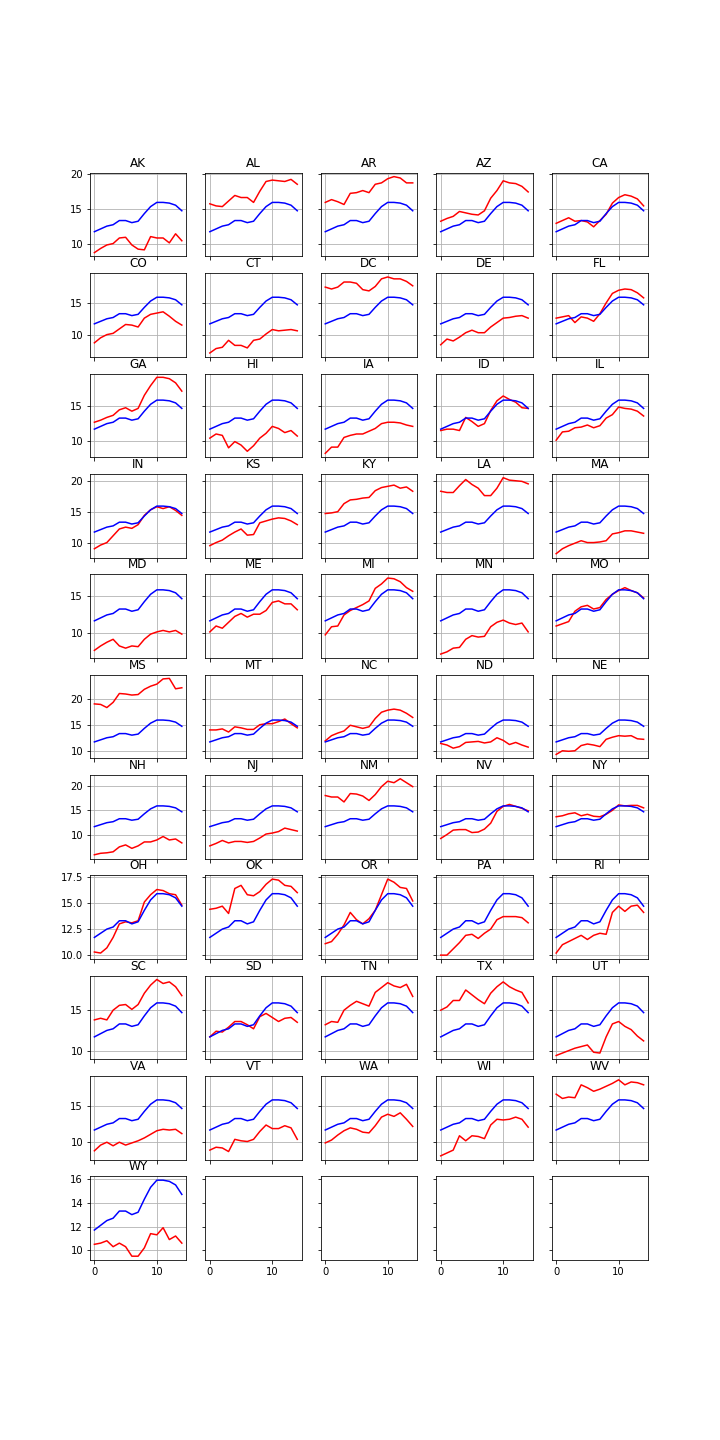 AK AL AR AZ CA
20
15
10
CO CT DC DE FL
15
10
GA HI IA ID IL
15
10
IN KS KY LA MA
20
15
10
MD ME MI MN MO
15
10
MS MT NC ND NE
20
15
10
NH NJ NM NV NY
20
15
10
OH OK OR PA RI
17.5
15.0
12.5
10.0
SC SD TN TX UT
15
10
VA VT WA WI WV
15
10
WY
16
14
12
10
0 10 0 10 0 10 0 10 0 10